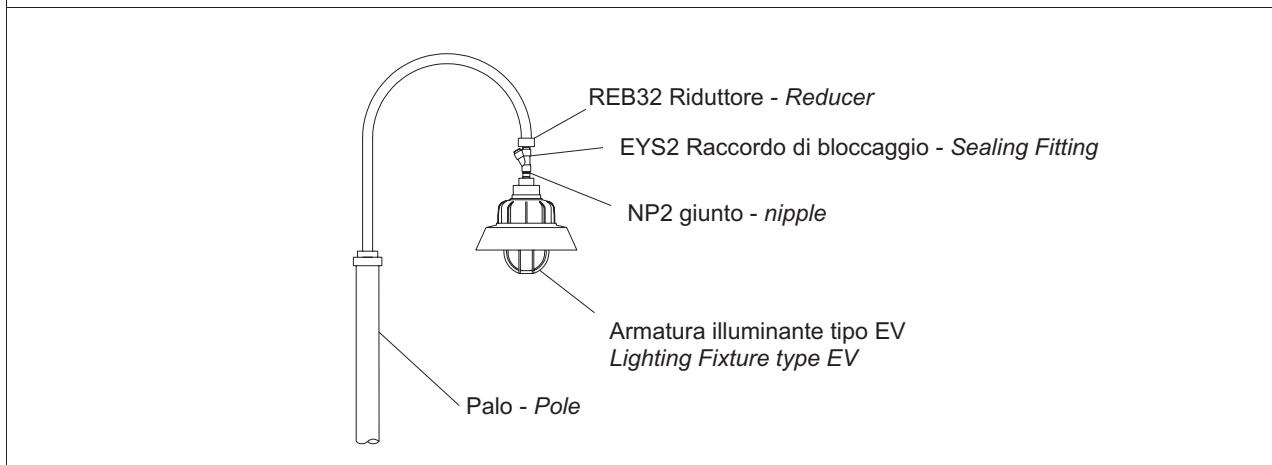 REB32 Riduttore - Reducer
EYS2 Raccordo di bloccaggio - Sealing Fitting
NP2 giunto - nipple
Armatura illuminante tipo EV
Lighting Fixture type EV
Palo - Pole